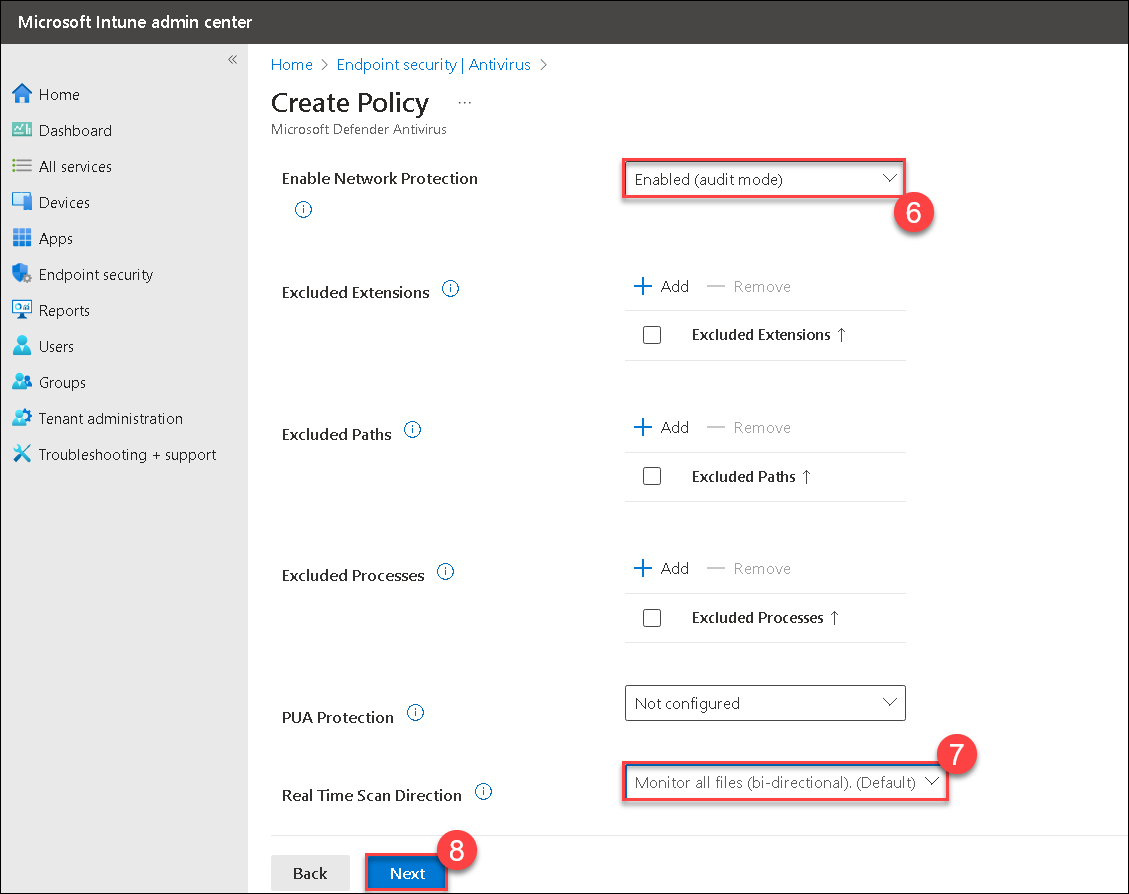 Microsoft Intune admin center
«
Home > Endpoint security | Antivirus >
Home
Dashboard
All services
Devices
Apps
Endpoint security
Reports
Users
Groups
Tenant administration
Troubleshooting + support
Create Policy ...
Microsoft Defender Antivirus
Enable Network Protection
Enabled (audit mode)
6
Excluded Extensions
+ Add — Remove
Excluded Extensions ↑
Excluded Paths
+ Add — Remove
Excluded Paths ↑
Excluded Processes
+ Add — Remove
Excluded Processes ↑
PUA Protection
Not configured
7
Real Time Scan Direction
Monitor all files (bi-directional). (Default)
8
Back
Next